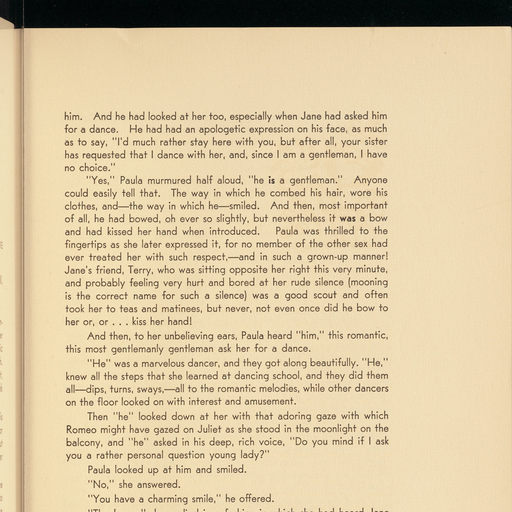 him. And he had looked at her too, especially when Jane had asked him
for a dance. He had had an apologetic expression on his face, as much
as to say, "I'd much rather stay here with you, but after all, your sister
has requested that I dance with her, and, since I am a gentleman, I have
no choice."
"Yes," Paula murmured half aloud, "he is a gentleman." Anyone
could easily tell that. The way in which he combed his hair, wore his
clothes, and—the way in which he—smiled. And then, most important
of all, he had bowed, oh ever so slightly, but nevertheless it was a bow
and had kissed her hand when introduced. Paula was thrilled to the
fingertips as she later expressed it, for no member of the other sex had
ever treated her with such respect,—and in such a grown-up manner!
Jane's friend, Terry, who was sitting opposite her right this very minute,
and probably feeling very hurt and bored at her rude silence (mooning
is the correct name for such a silence) was a good scout and often
took her to teas and matinees, but never, not even once did he bow to
her or, or . . . kiss her hand!
And then, to her unbelieving ears, Paula heard "him," this romantic,
this most gentlemanly gentleman ask her for a dance.
"He" was a marvelous dancer, and they got along beautifully. "He,"
knew all the steps that she learned at dancing school, and they did them
all—dips, turns, sways,—all to the romantic melodies, while other dancers
on the floor looked on with interest and amusement.
Then "he" looked down at her with that adoring gaze with which
Romeo might have gazed on Juliet as she stood in the moonlight on the
balcony, and "he" asked in his deep, rich voice, "Do you mind if I ask
you a rather personal question young lady?"
Paula looked up at him and smiled.
"No," she answered.
"You have a charming smile," he offered.